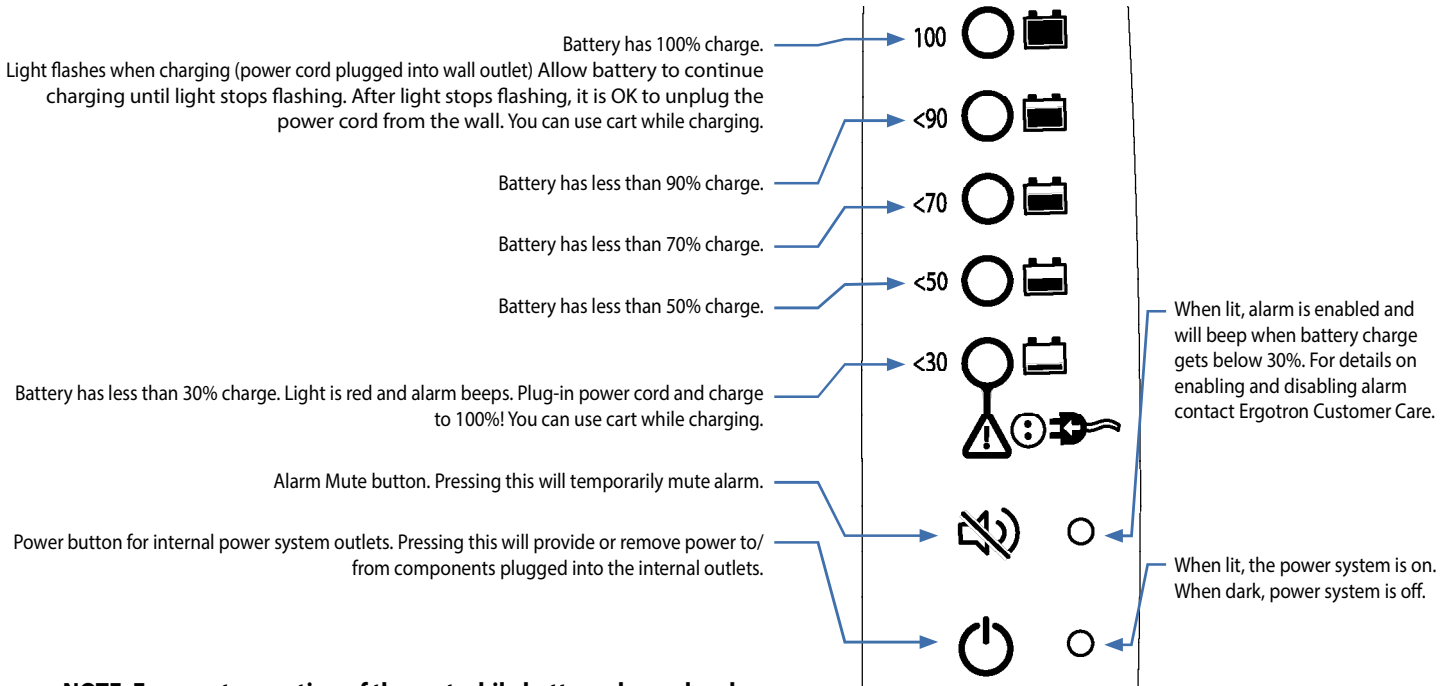 Battery has 100% charge.
Light flashes when charging (power cord plugged into wall outlet) Allow battery to continue
charging until light stops flashing. After light stops flashing, it is OK to unplug the
power cord from the wall. You can use cart while charging.
Battery has less than 90% charge.
Battery has less than 70% charge.
Battery has less than 50% charge.
Battery has less than 30% charge. Light is red and alarm beeps. Plug-in power cord and charge
to 100%! You can use cart while charging.
Alarm Mute button. Pressing this will temporarily mute alarm.
Power button for internal power system outlets. Pressing this will provide or remove power to/
from components plugged into the internal outlets.
100
<90
<70
<50
<30
!
When lit, alarm is enabled and
will beep when battery charge
gets below 30%. For details on
enabling and disabling alarm
contact Ergotron Customer Care.
When lit, the power system is on.
When dark, power system is off.